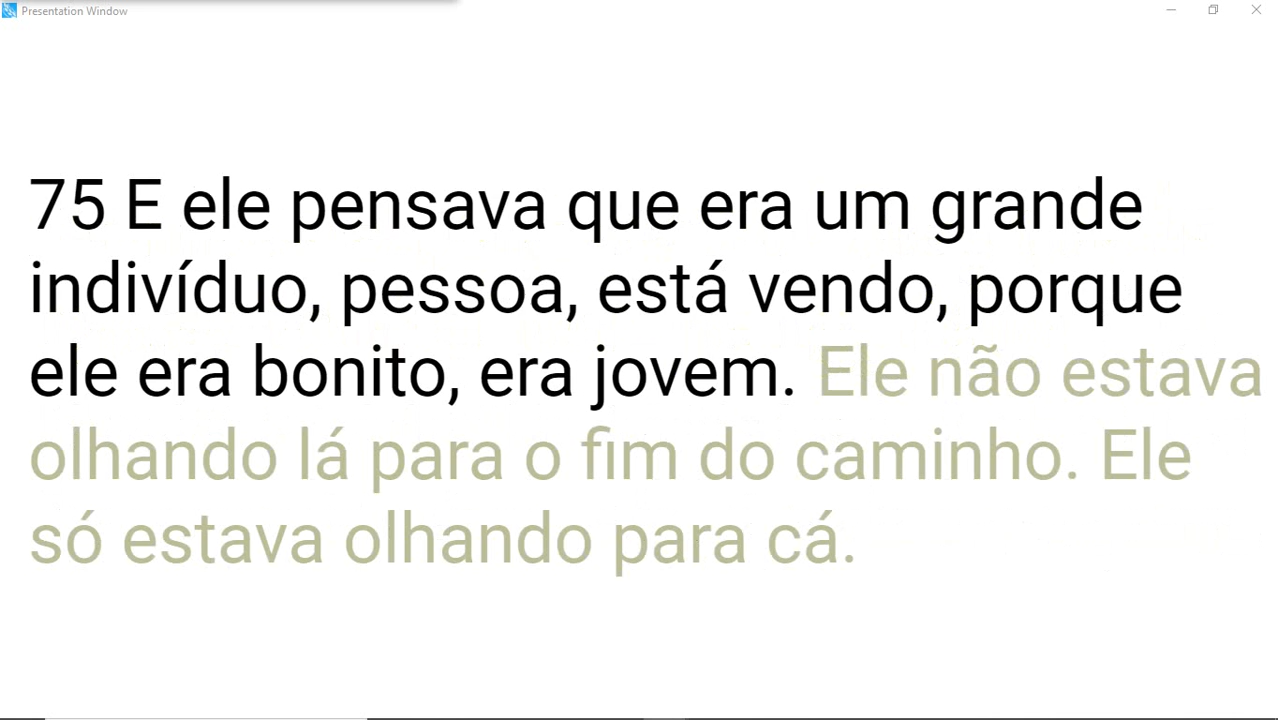 Presentation Window
75 E ele pensava que era um grande
indivíduo, pessoa, está vendo, porque
ele era bonito, era jovem. Ele não estava
olhando lá para o fim do caminho. Ele
só estava olhando para cá.